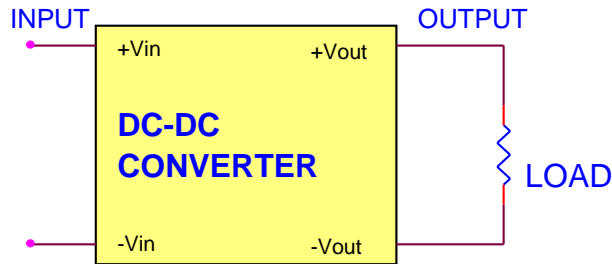 INPUT
OUTPUT
+Vin
+Vout
DC-DC
CONVERTER
LOAD
-Vin
-Vout